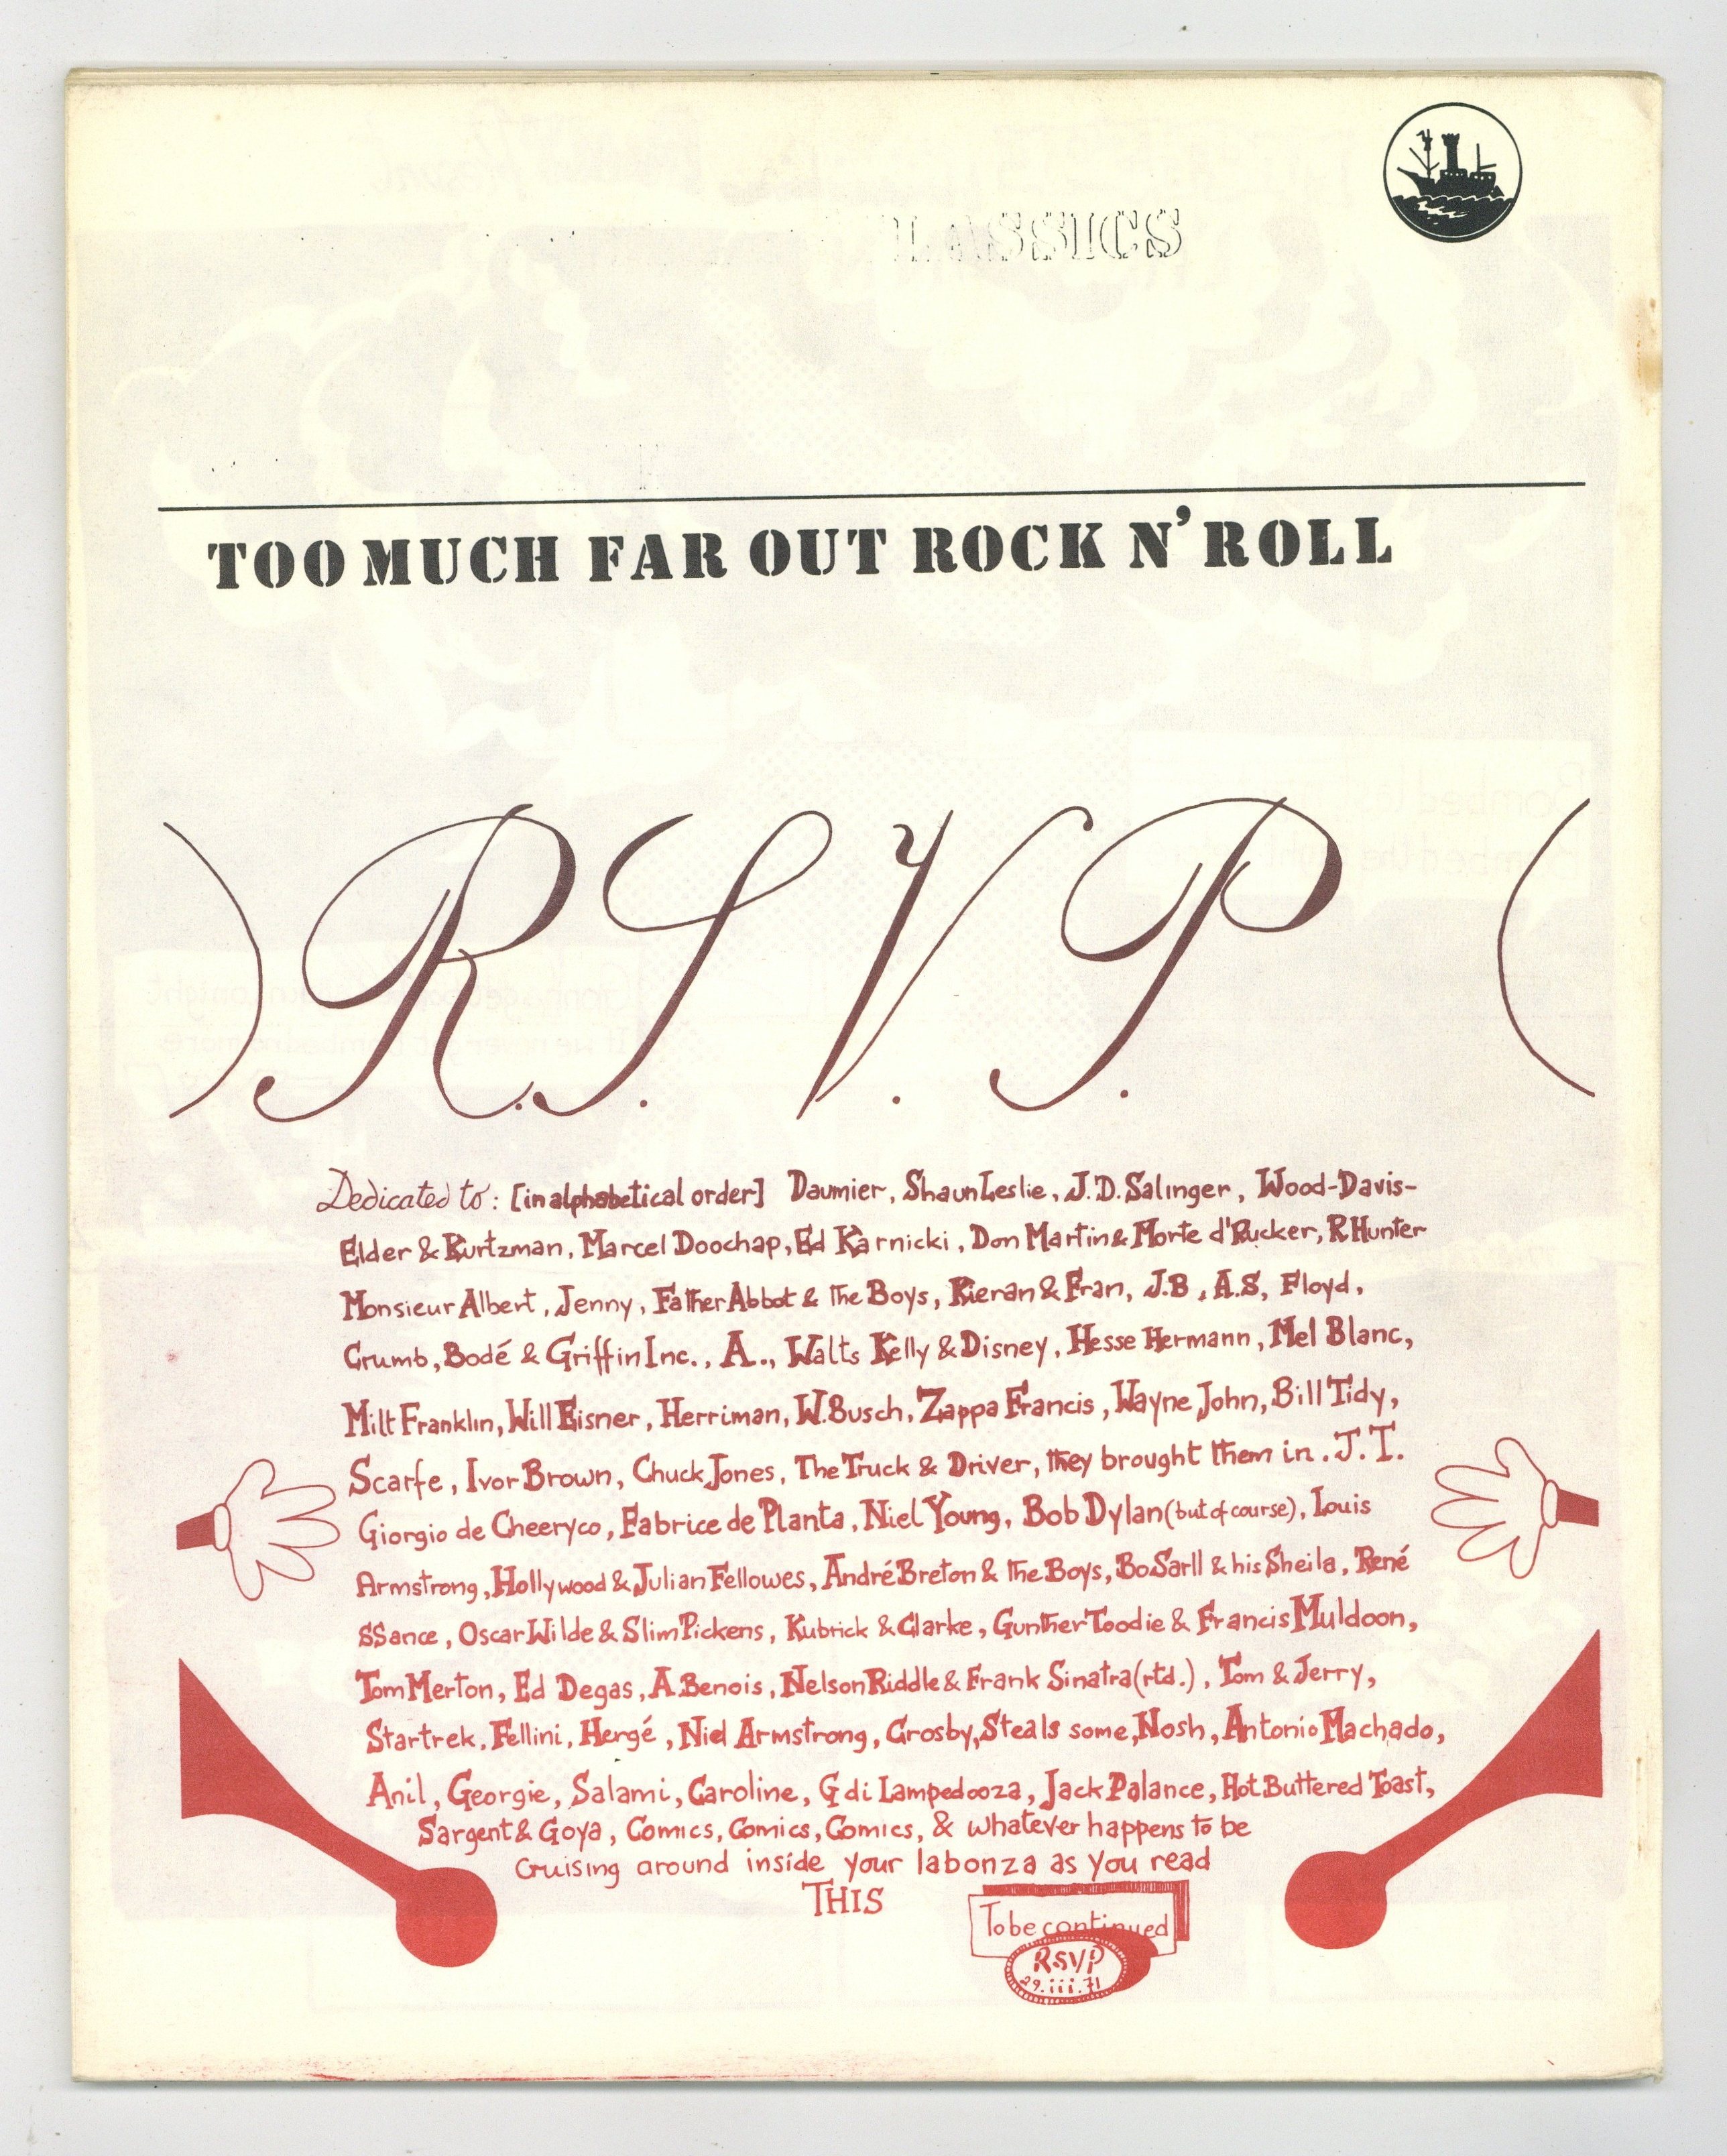 CLASSICS
TOO MUCH FAR OUT ROCK N' ROLL
) R. S. V. P. (
Dedicated to: [in alphabetical order] Daumier, Shaun Leslie, J.D. Salinger, Wood-Davis-
Elder & Kurtzman, Marcel Doochap, Ed Karnicki, Don Martin & Morte d'Rucker, R Hunter
Monsieur Albert, Jenny, Father Abbot & the Boys, Kieran & Fran, J.B, A.S, Floyd,
Crumb, Bodé & Griffin Inc., A., Walts Kelly & Disney, Hesse Hermann, Mel Blanc,
Milt Franklin, Will Eisner, Herriman, W.Busch, Zappa Francis, Wayne John, Bill Tidy,
Scarfe, Ivor Brown, Chuck Jones, The Truck & Driver, they brought them in. J.T.
Giorgio de Cheeryco, Fabrice de Planta, Niel Young, Bob Dylan (but of course), Louis
Armstrong, Hollywood & Julian Fellowes, André Breton & the Boys, Bo Sarll & his Sheila, René
SSance, Oscar Wilde & Slim Pickens, Kubrick & Clarke, Gunther Toodie & Francis Muldoon,
Tom Merton, Ed Degas, A.Benois, Nelson Riddle & Frank Sinatra (rtd.), Tom & Jerry,
Startrek, Fellini, Hergé, Niel Armstrong, Crosby, Steals some, Nosh, Antonio Machado,
Anil, Georgie, Salami, Caroline, G di Lampedooza, Jack Palance, Hot Buttered Toast,
Sargent & Goya, Comics, Comics, Comics, & whatever happens to be
cruising around inside your labonza as you read
THIS
To be continued
RSVP
29.iii.71